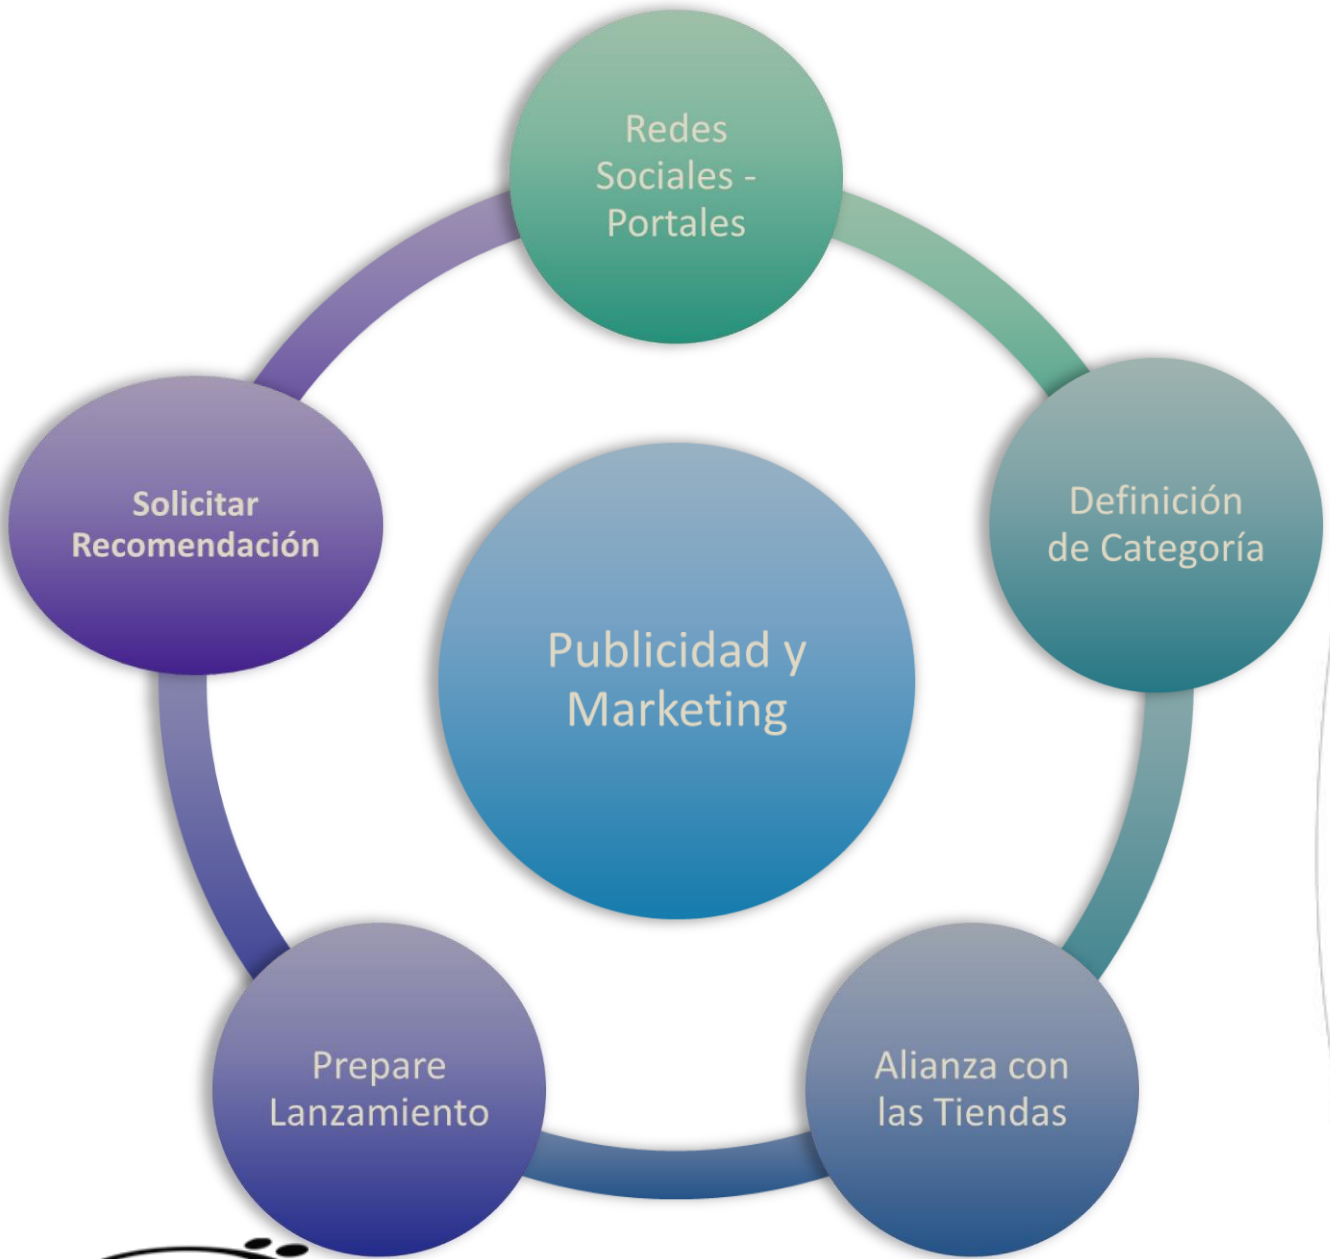 Redes
Sociales -
Portales
Definición
de Categoría
Alianza con
las Tiendas
Prepare
Lanzamiento
Solicitar
Recomendación
Publicidad y
Marketing